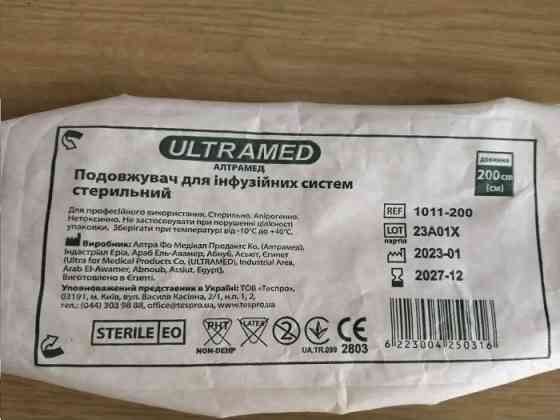 ULTRAMED
АЛТРАМЕД
Подовжувач для інфузійних систем
стерильний
довжина
200 cm
(см)
Для професійного використання. Стерильно. Апірогенно.
Нетоксично. Не застосовувати при порушенні цілісності
упаковки. Зберігати при температурі від -10°C до +40°C.
Виробник: Алтра Фо Медікал Продактс Ко, (Алтрамед),
Індастріал Еріа, Араб Ель-Авамер, Абнуб, Асьют, Єгипет
(Ultra for Medical Products Co, (ULTRAMED), Industrial Area,
Arab El-Awamer, Abnoub, Assiut, Egypt).
Виготовлено в Єгипті.
Уповноважений представник в Україні: ТОВ «Теспро».
03191, м. Київ, вул. Василя Касіяна, 2/1, н.п. 1, 2,
тел.: (044) 303 98 88, office@tespro.ua, www.tespro.ua
REF 1011-200
LOT 23A01X
партія
2023-01
2027-12
STERILE EO
PHT
NON-DEHP
LATEX
2
UA.TR.099
CE
2803
6 223004 250316